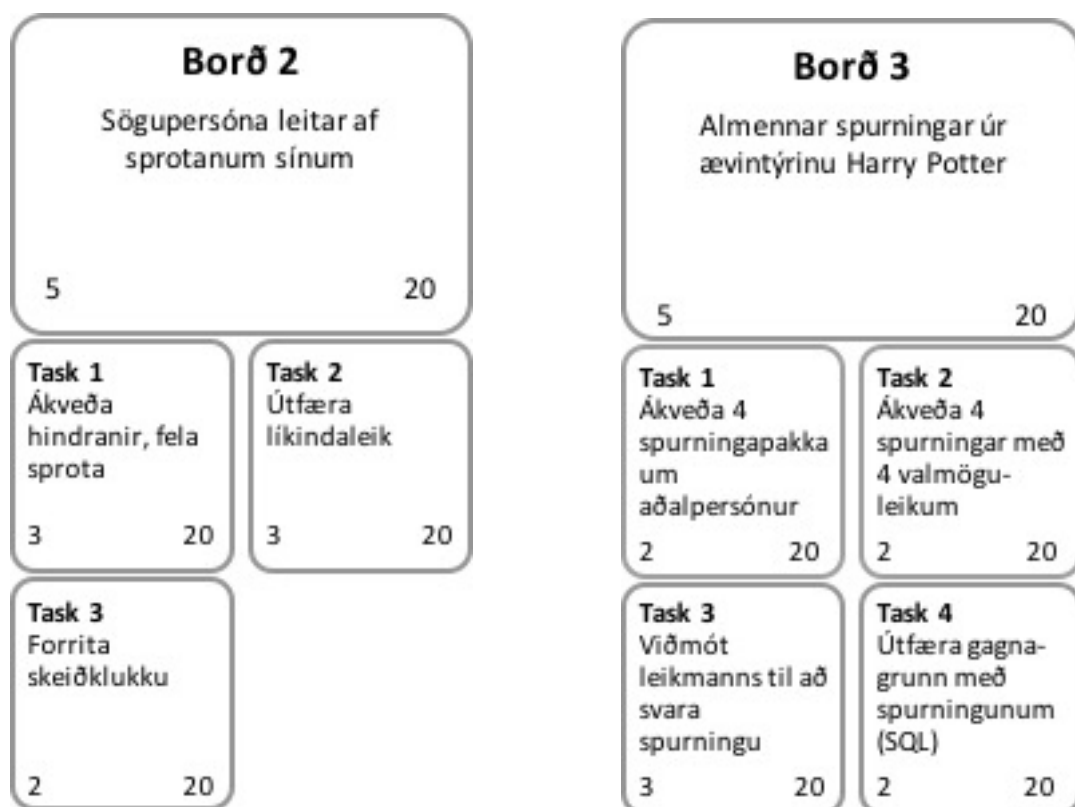 Borð 2
Sögupersóna leitar af
sprotanum sínum
5 20
Task 1
Ákveða
hindranir, fela
sprota
3 20
Task 2
Útfæra
líkindaleik
3 20
Task 3
Forrita
skeiðklukku
2 20
Borð 3
Almennar spurningar úr
ævintýrinu Harry Potter
5 20
Task 1
Ákveða 4
spurningapakka
um
aðalpersónur
2 20
Task 2
Ákveða 4
spurningar með
4 valmögu-
leikum
2 20
Task 3
Viðmót
leikmanns til að
svara
spurningu
3 20
Task 4
Útfæra gagna-
grunn með
spurningunum
(SQL)
2 20